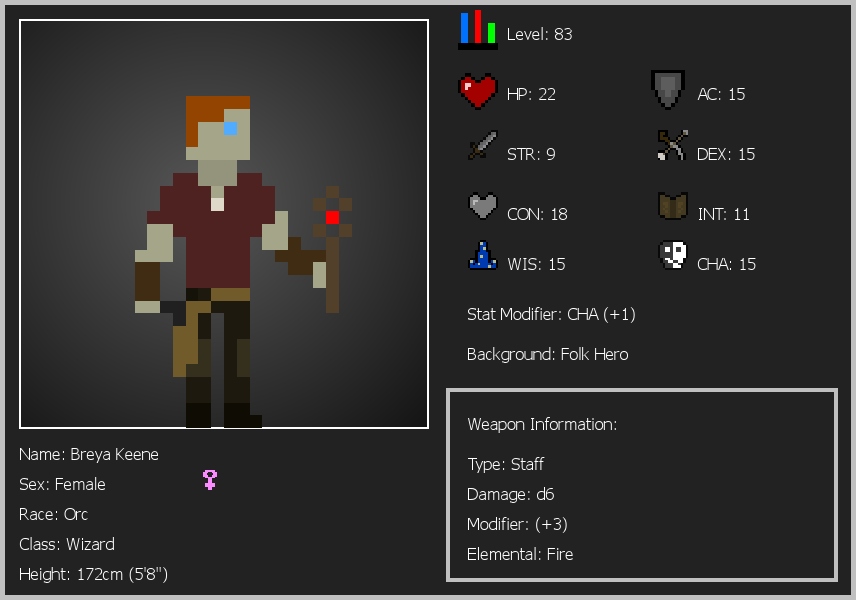 Level: 83
HP: 22
AC: 15
STR: 9
DEX: 15
CON: 18
INT: 11
WIS: 15
CHA: 15
Stat Modifier: CHA (+1)
Background: Folk Hero
Weapon Information:
Type: Staff
Damage: d6
Modifier: (+3)
Elemental: Fire
Name: Breya Keene
Sex: Female
Race: Orc
Class: Wizard
Height: 172cm (5'8")